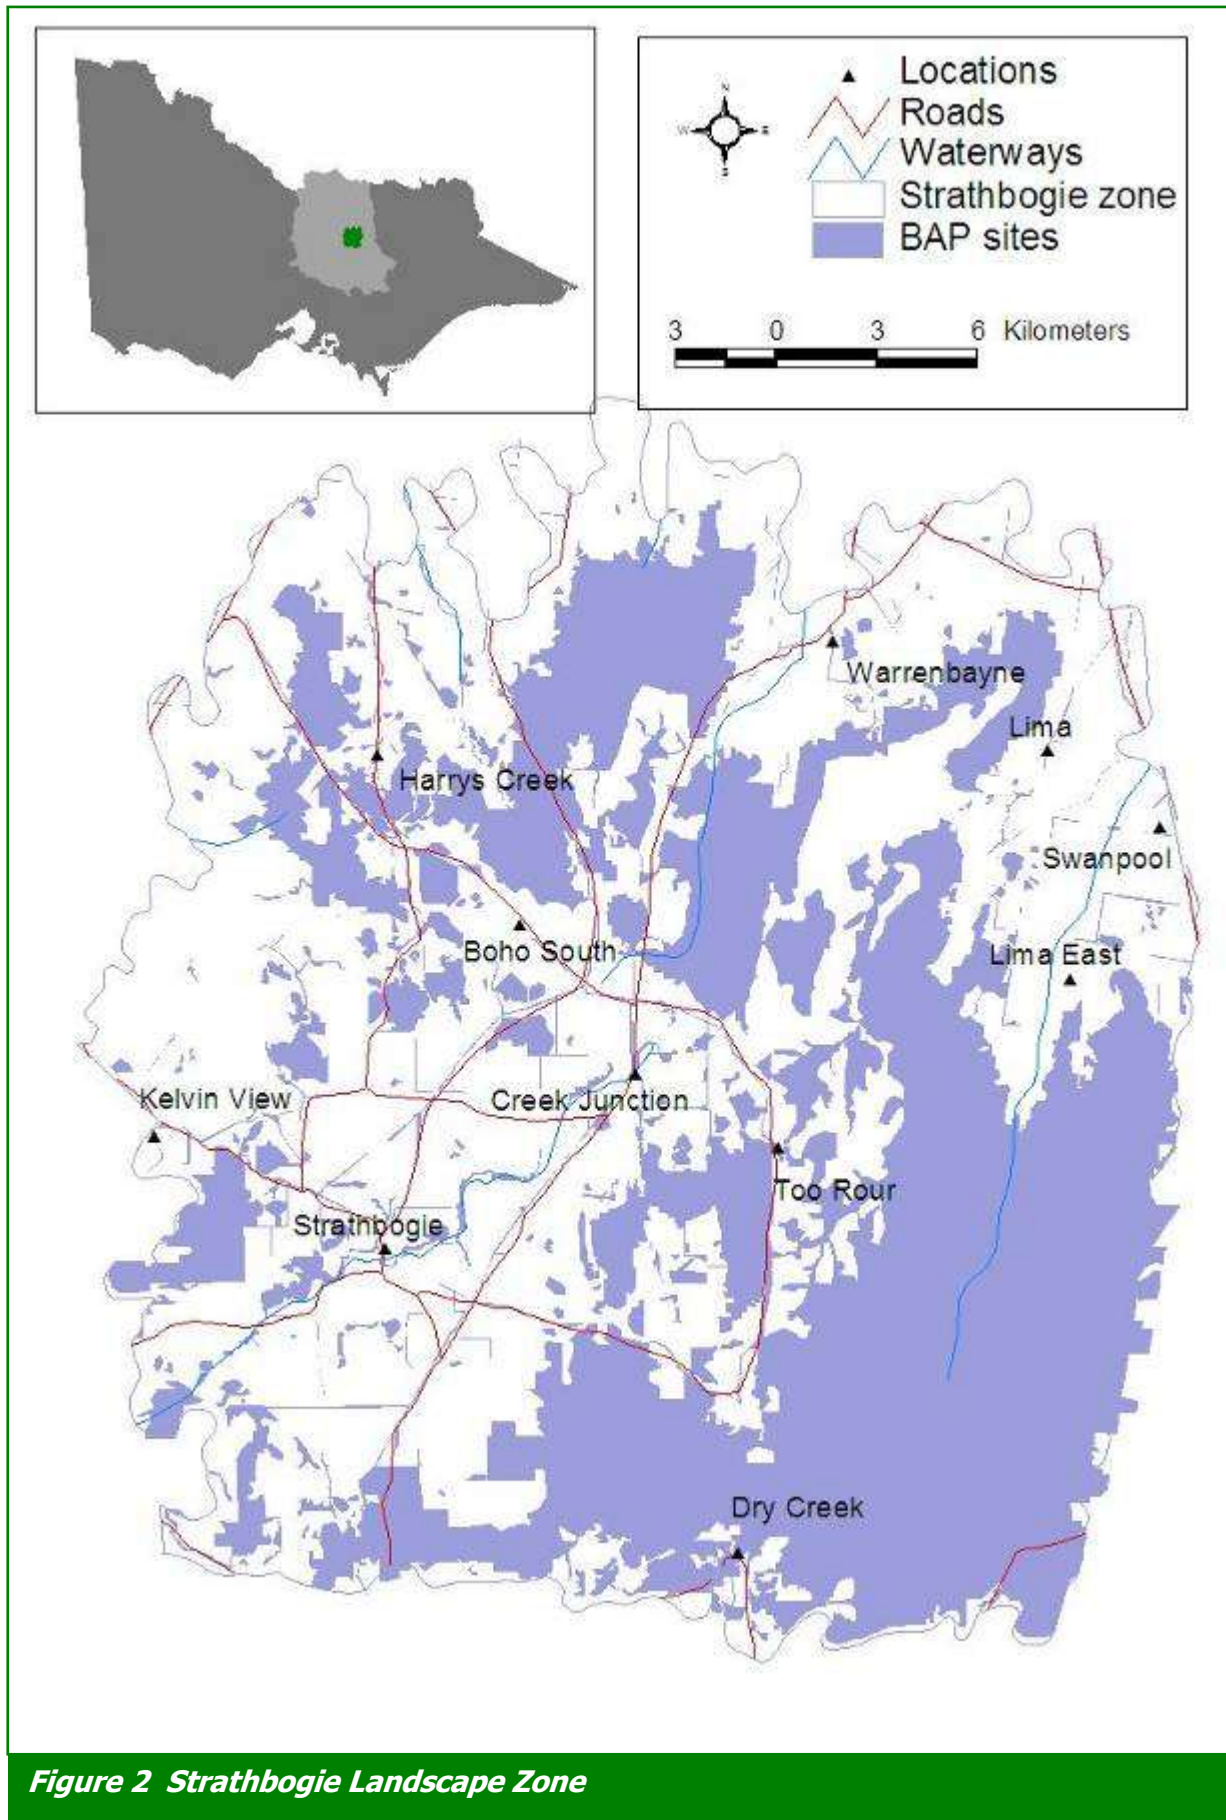 N
W E
S
Locations
Roads
Waterways
Strathbogie zone
BAP sites
3 0 3 6 Kilometers
Warrenbayne
Lima
Harrys Creek
Swanpool
Boho South
Lima East
Kelvin View
Creek Junction
Too Rour
Strathbogie
Dry Creek
Figure 2 Strathbogie Landscape Zone